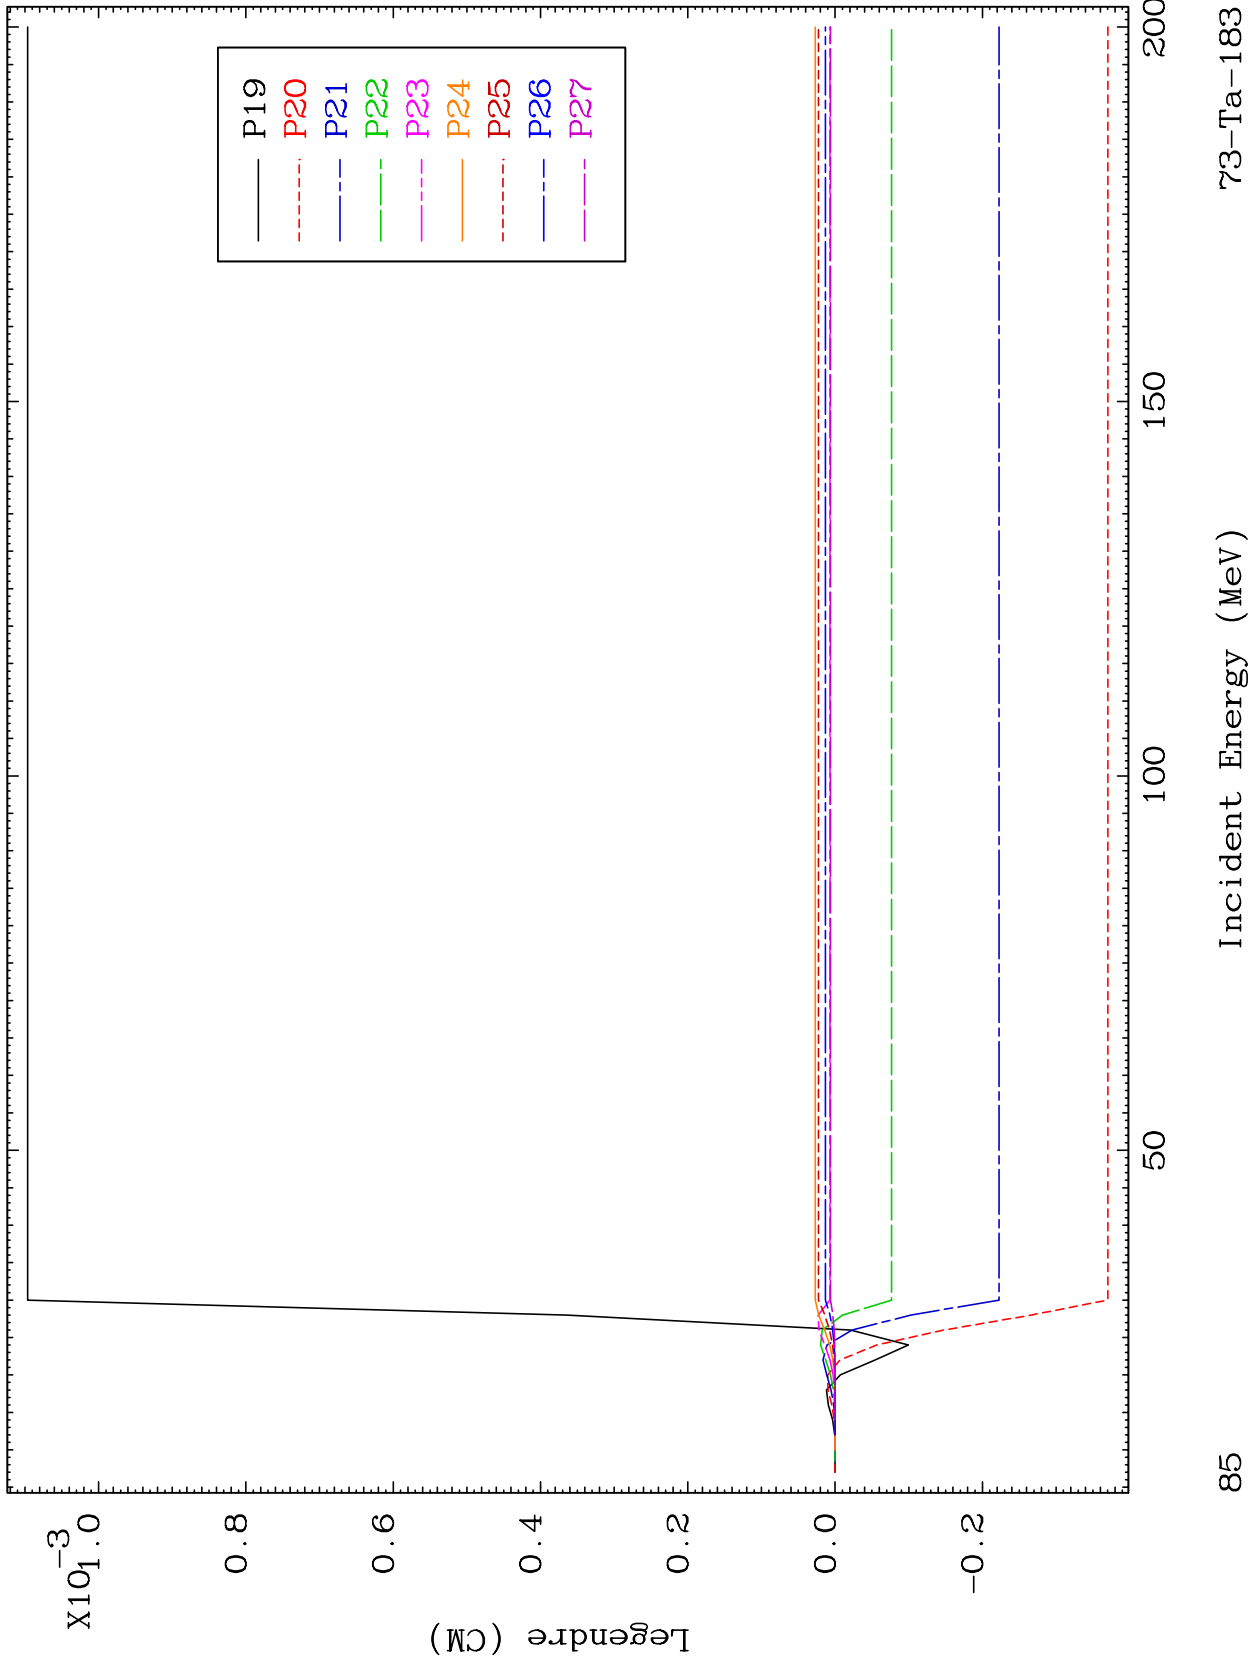 X10-3
1.0
0.8
0.6
0.4
0.2
0.0
-0.2
Legendre (CM)
P19
P20
P21
P22
P23
P24
P25
P26
P27
50
100
150
200
85
Incident Energy (MeV)
73-Ta-183